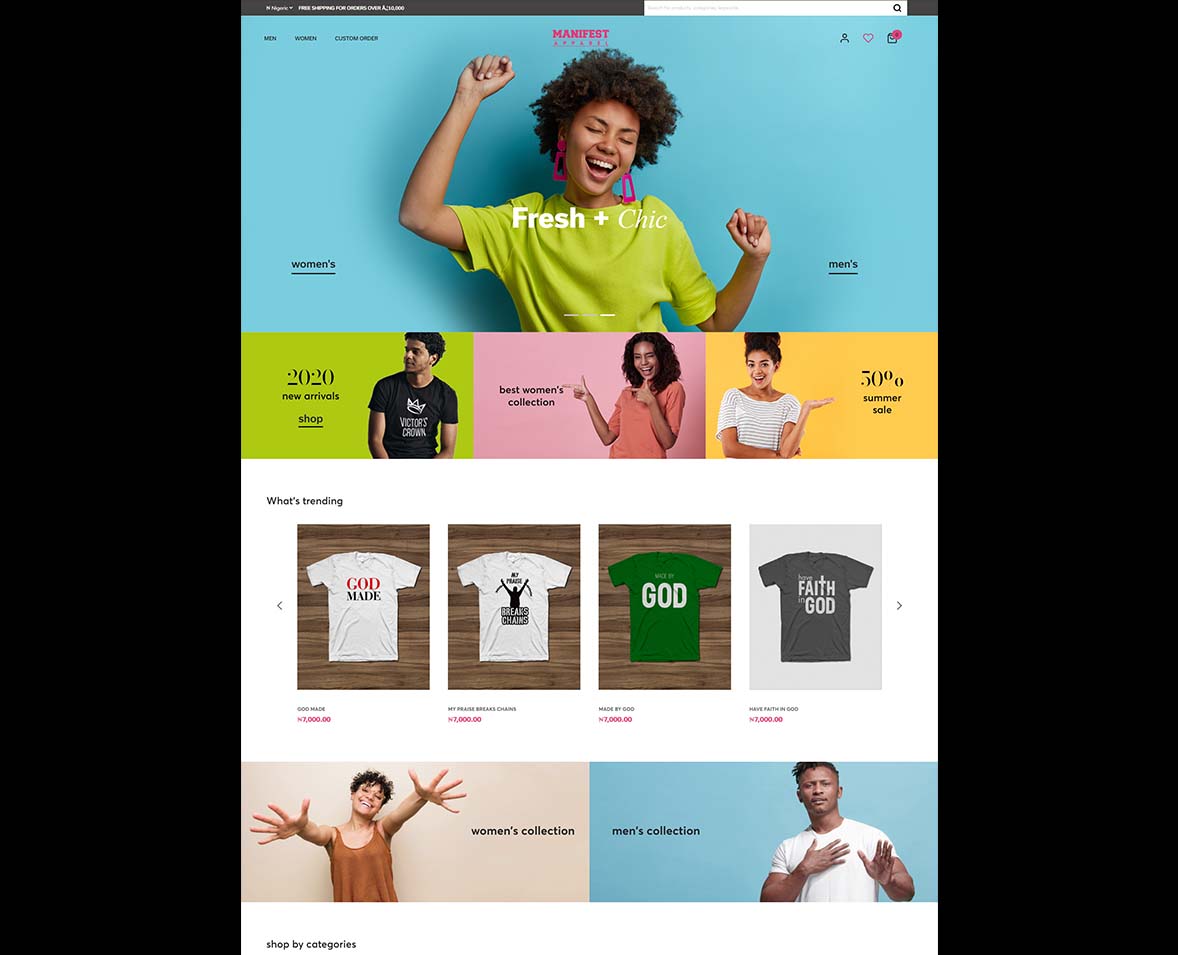 ₦ Nigeric
FREE SHIPPING FOR ORDERS OVER Â¿10,000
Search for products, categories, keywords
MEN
WOMEN
CUSTOM ORDER
MANIFEST
APPAREL
0
Fresh + Chic
women's
men's
2020
new arrivals
shop
VICTOR'S
CROWN
best women's
collection
50%
summer
sale
What's trending
GOD
MADE
MY
PRAISE
BREAKS
CHAINS
MADE BY
GOD
have
FAITH
in GOD
GOD MADE
₦7,000.00
MY PRAISE BREAKS CHAINS
₦7,000.00
MADE BY GOD
₦7,000.00
HAVE FAITH IN GOD
₦7,000.00
women's collection
men's collection
shop by categories